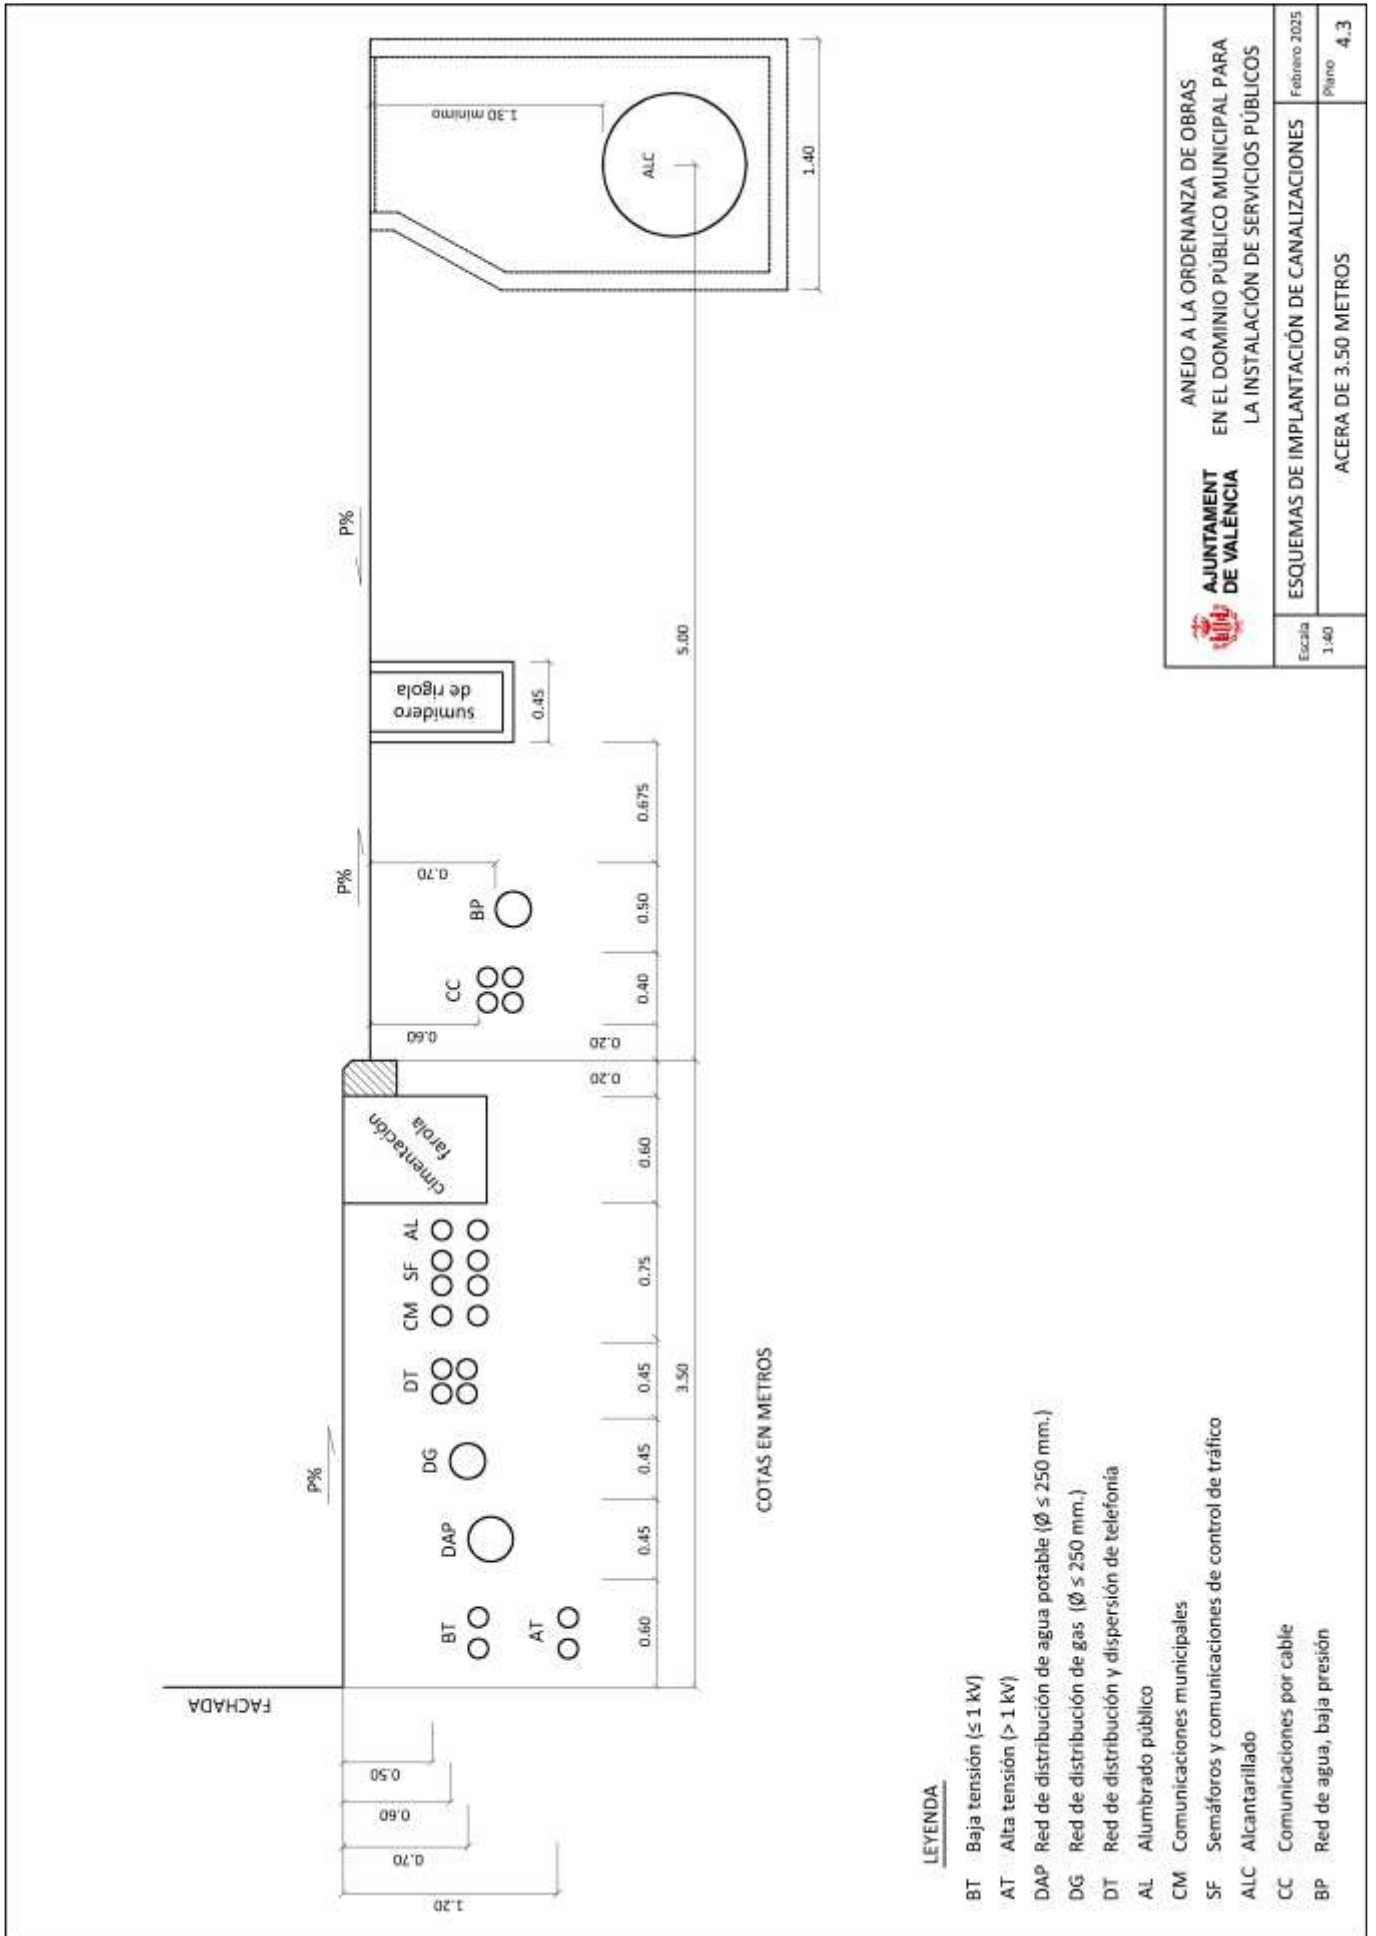 FACHADA
P%
P%
P%
0.50
0.60
0.70
1.20
BT
AT
DAP
DG
DT
CM
SF
AL
cimentación
farola
CC
0.60
BP
0.70
sumidero
de rigola
0.45
ALC
1.30 mínimo
1.40
0.60
0.45
0.45
0.45
0.75
0.60
0.20
0.20
0.40
0.50
0.675
3.50
5.00
COTAS EN METROS
LEYENDA
BT Baja tensión (≤ 1 kV)
AT Alta tensión (> 1 kV)
DAP Red de distribución de agua potable (Ø ≤ 250 mm.)
DG Red de distribución de gas (Ø ≤ 250 mm.)
DT Red de distribución y dispersión de telefonía
AL Alumbrado público
CM Comunicaciones municipales
SF Semáforos y comunicaciones de control de tráfico
ALC Alcantarillado
CC Comunicaciones por cable
BP Red de agua, baja presión
AJUNTAMENT
DE VALÈNCIA
ANEJO A LA ORDENANZA DE OBRAS
EN EL DOMINIO PÚBLICO MUNICIPAL PARA
LA INSTALACIÓN DE SERVICIOS PÚBLICOS
Escala
1:40
ESQUEMAS DE IMPLANTACIÓN DE CANALIZACIONES
Febrero 2025
ACERA DE 3.50 METROS
Plano
4.3